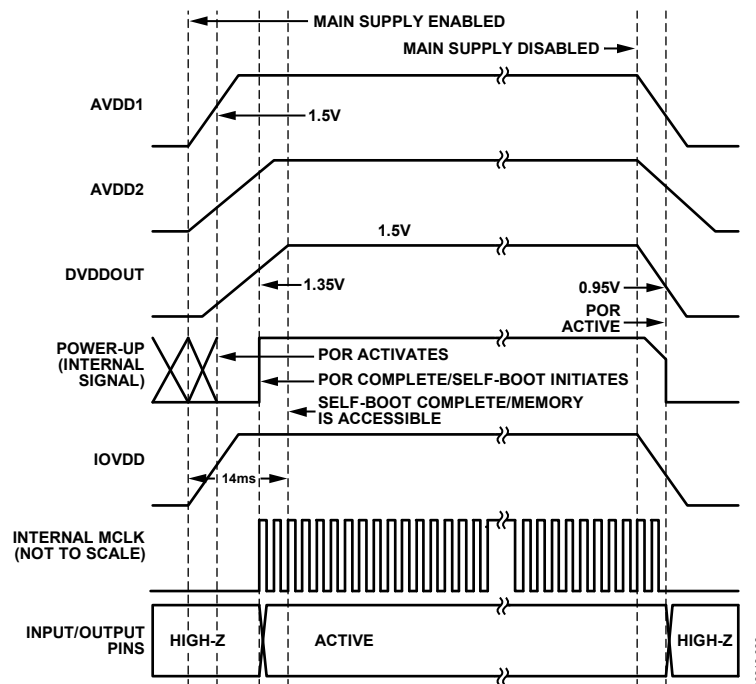 MAIN SUPPLY ENABLED
MAIN SUPPLY DISABLED
AVDD1
1.5V
AVDD2
1.5V
DVDDOUT
1.35V
0.95V
POR
ACTIVE
POWER-UP
(INTERNAL
SIGNAL)
POR ACTIVATES
POR COMPLETE/SELF-BOOT INITIATES
SELF-BOOT COMPLETE/MEMORY
IS ACCESSIBLE
IOVDD
14ms
INTERNAL MCLK
(NOT TO SCALE)
INPUT/OUTPUT
PINS
HIGH-Z
ACTIVE
HIGH-Z